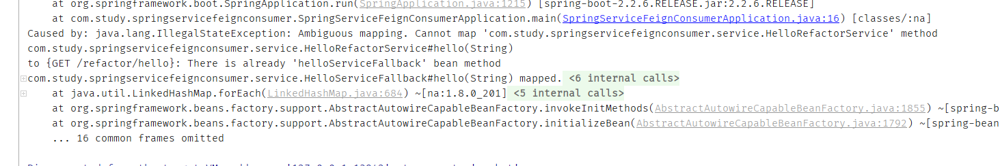 at org.springframework.boot.SpringApplication.run(SpringApplication.java:1215) [spring-boot-2.2.6.RELEASE.jar:2.2.6.RELEASE]
at com.study.springservicefeignconsumer.SpringServiceFeignConsumerApplication.main(SpringServiceFeignConsumerApplication.java:16) [classes/:na]
Caused by: java.lang.IllegalStateException: Ambiguous mapping. Cannot map 'com.study.springservicefeignconsumer.service.HelloRefactorService' method
com.study.springservicefeignconsumer.service.HelloRefactorService#hello(String)
to {GET /refactor/hello}: There is already 'helloServiceFallback' bean method
com.study.springservicefeignconsumer.service.HelloServiceFallback#hello(String) mapped. <6 internal calls>
at java.util.LinkedHashMap.forEach(LinkedHashMap.java:684) ~[na:1.8.0_201] <5 internal calls>
at org.springframework.beans.factory.support.AbstractAutowireCapableBeanFactory.invokeInitMethods(AbstractAutowireCapableBeanFactory.java:1855) ~[spring-b
at org.springframework.beans.factory.support.AbstractAutowireCapableBeanFactory.initializeBean(AbstractAutowireCapableBeanFactory.java:1792) ~[spring-bean
... 16 common frames omitted